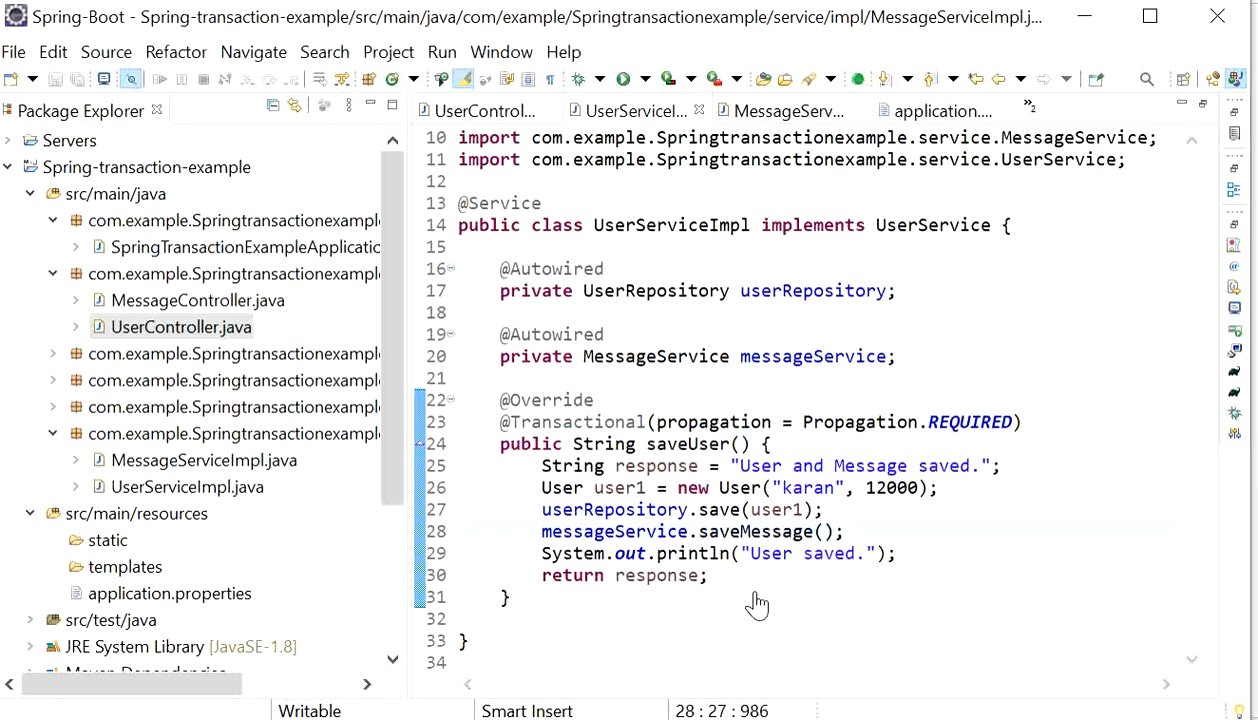 Spring-Boot - Spring-transaction-example/src/main/java/com/example/Springtransactionexample/service/impl/MessageServiceImpl.j...
File Edit Source Refactor Navigate Search Project Run Window Help
Package Explorer
Servers
Spring-transaction-example
src/main/java
com.example.Springtransactionexampl
SpringTransactionExampleApplicatio
com.example.Springtransactionexampl
MessageController.java
UserController.java
com.example.Springtransactionexampl
com.example.Springtransactionexampl
com.example.Springtransactionexampl
com.example.Springtransactionexampl
MessageServiceImpl.java
UserServiceImpl.java
src/main/resources
static
templates
application.properties
src/test/java
JRE System Library [JavaSE-1.8]
Maven Dependencies
UserControl... UserServiceI... MessageServ... application.... »2
10 import com.example.Springtransactionexample.service.MessageService;
11 import com.example.Springtransactionexample.service.UserService;
12
13 @Service
14 public class UserServiceImpl implements UserService {
15
16 @Autowired
17 private UserRepository userRepository;
18
19 @Autowired
20 private MessageService messageService;
21
22 @Override
23 @Transactional(propagation = Propagation.REQUIRED)
24 public String saveUser() {
25 String response = "User and Message saved.";
26 User user1 = new User("karan", 12000);
27 userRepository.save(user1);
28 messageService.saveMessage();
29 System.out.println("User saved.");
30 return response;
31 }
32
33 }
34
Writable Smart Insert 28 : 27 : 986